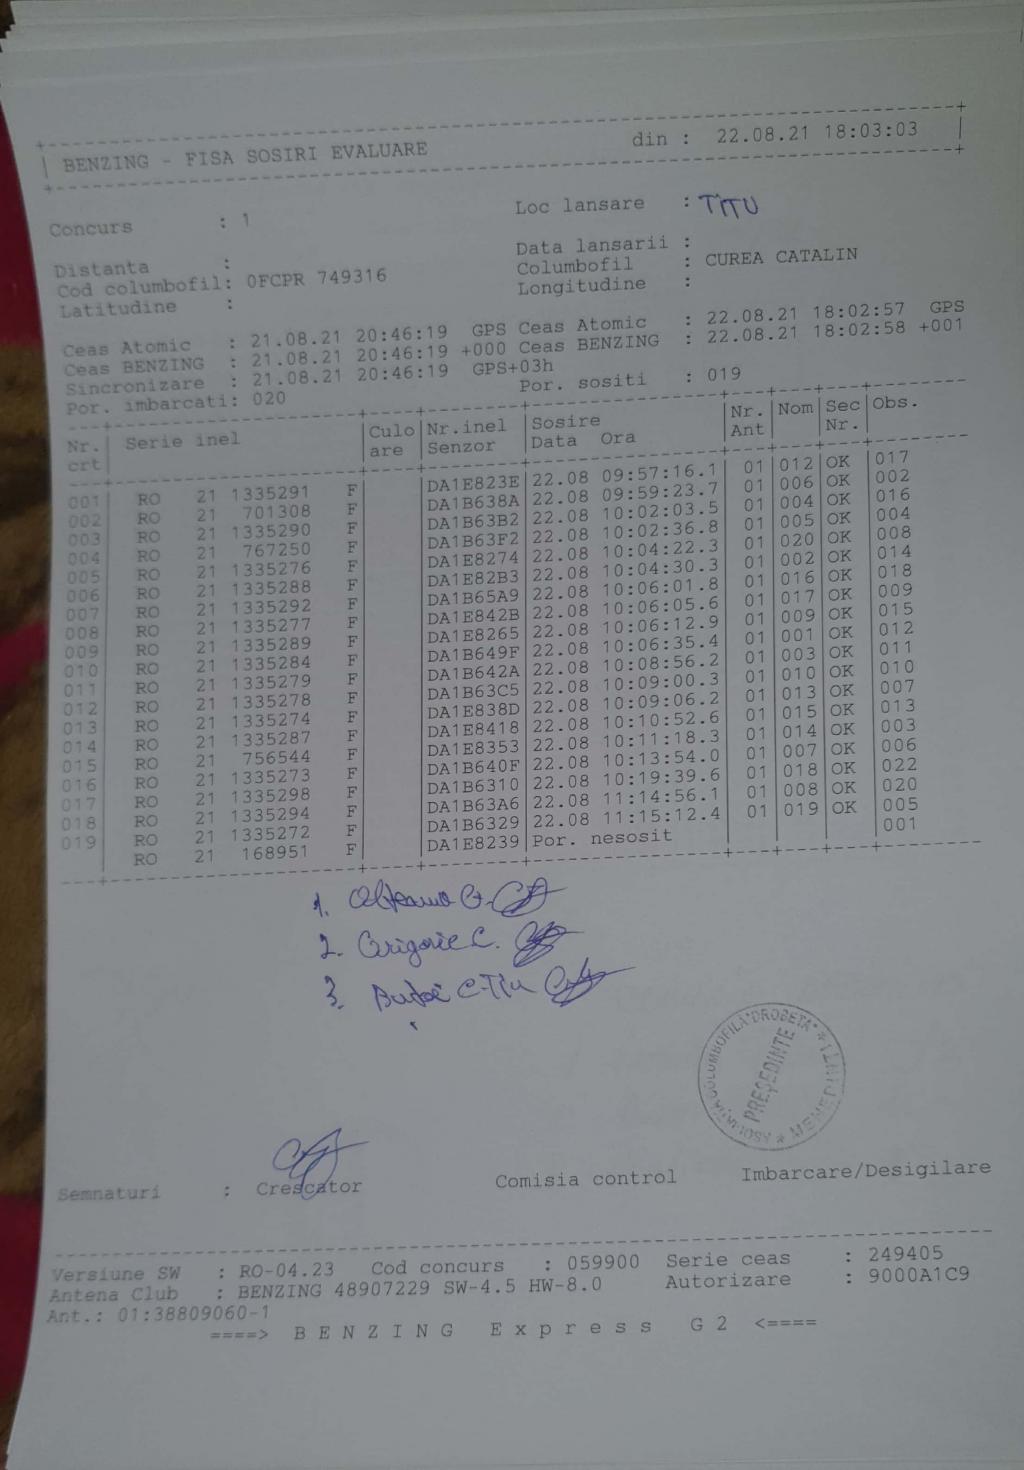 BENZING - FISA SOSIRI EVALUARE din : 22.08.21 18:03:03
Concurs : 1 Loc lansare : TITU
Distanta : Data lansarii :
Cod columbofil: 0FCPR 749316 Columbofil : CUREA CATALIN
Latitudine : Longitudine :
Ceas Atomic : 21.08.21 20:46:19 GPS Ceas Atomic : 22.08.21 18:02:57 GPS
Ceas BENZING : 21.08.21 20:46:19 +000 Ceas BENZING : 22.08.21 18:02:58 +001
Sincronizare : 21.08.21 20:46:19 GPS+03h
Por. imbarcati: 020 Por. sositi : 019
Nr. Serie inel Culo Nr.inel Sosire Nr. Nom Sec Obs.
crt are Senzor Data Ora Ant Nr.
001 RO 21 1335291 F DA1E823E 22.08 09:57:16.1 01 012 OK 017
002 RO 21 701308 F DA1B638A 22.08 09:59:23.7 01 006 OK 002
003 RO 21 1335290 F DA1B63B2 22.08 10:02:03.5 01 004 OK 016
004 RO 21 767250 F DA1B63F2 22.08 10:02:36.8 01 005 OK 004
005 RO 21 1335276 F DA1E8274 22.08 10:04:22.3 01 020 OK 008
006 RO 21 1335288 F DA1E82B3 22.08 10:04:30.3 01 002 OK 014
007 RO 21 1335292 F DA1B65A9 22.08 10:06:01.8 01 016 OK 018
008 RO 21 1335277 F DA1E842B 22.08 10:06:05.6 01 017 OK 009
009 RO 21 1335289 F DA1E8265 22.08 10:06:12.9 01 009 OK 015
010 RO 21 1335284 F DA1B649F 22.08 10:06:35.4 01 001 OK 012
011 RO 21 1335279 F DA1B642A 22.08 10:08:56.2 01 003 OK 011
012 RO 21 1335278 F DA1B63C5 22.08 10:09:00.3 01 010 OK 010
013 RO 21 1335274 F DA1E838D 22.08 10:09:06.2 01 013 OK 007
014 RO 21 1335287 F DA1E8418 22.08 10:10:52.6 01 015 OK 013
015 RO 21 756544 F DA1E8353 22.08 10:11:18.3 01 014 OK 003
016 RO 21 1335273 F DA1B640F 22.08 10:13:54.0 01 007 OK 006
017 RO 21 1335298 F DA1B6310 22.08 10:19:39.6 01 018 OK 022
018 RO 21 1335294 F DA1B63A6 22.08 11:14:56.1 01 008 OK 020
019 RO 21 1335272 F DA1B6329 22.08 11:15:12.4 01 019 OK 005
RO 21 168951 F DA1E8239 Por. nesosit 001
1.
2. Grigorie C.
3.
ASOCIAȚIA COLUMBOFILĂ "DROBETA" * MEHEDINȚI *
PREȘEDINTE
Semnaturi : Crescator Comisia control Imbarcare/Desigilare
Versiune SW : RO-04.23 Cod concurs : 059900 Serie ceas : 249405
Antena Club : BENZING 48907229 SW-4.5 HW-8.0 Autorizare : 9000A1C9
Ant.: 01:38809060-1
====> B E N Z I N G E x p r e s s G 2 <====